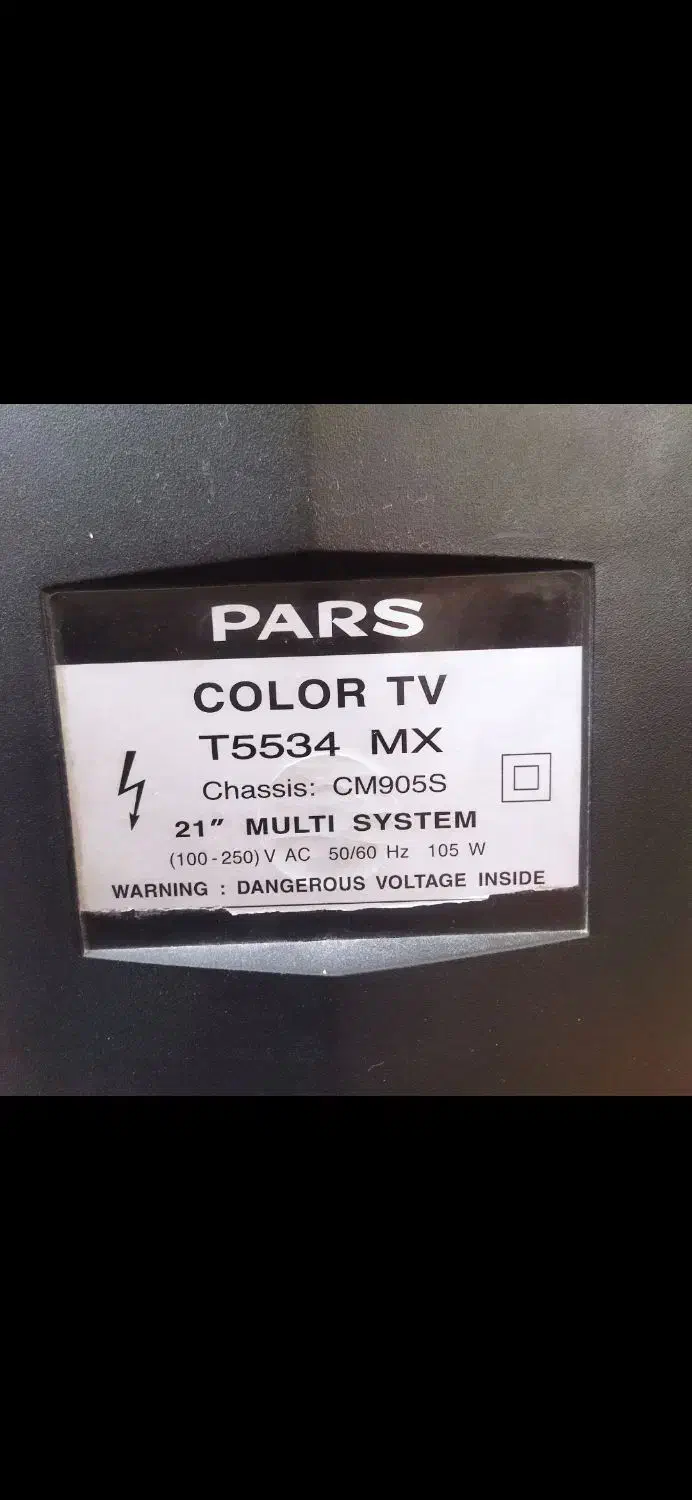 PARS
COLOR TV
T5534 MX
Chassis: CM905S
21" MULTI SYSTEM
(100-250) V AC 50/60 Hz 105 W
WARNING : DANGEROUS VOLTAGE INSIDE